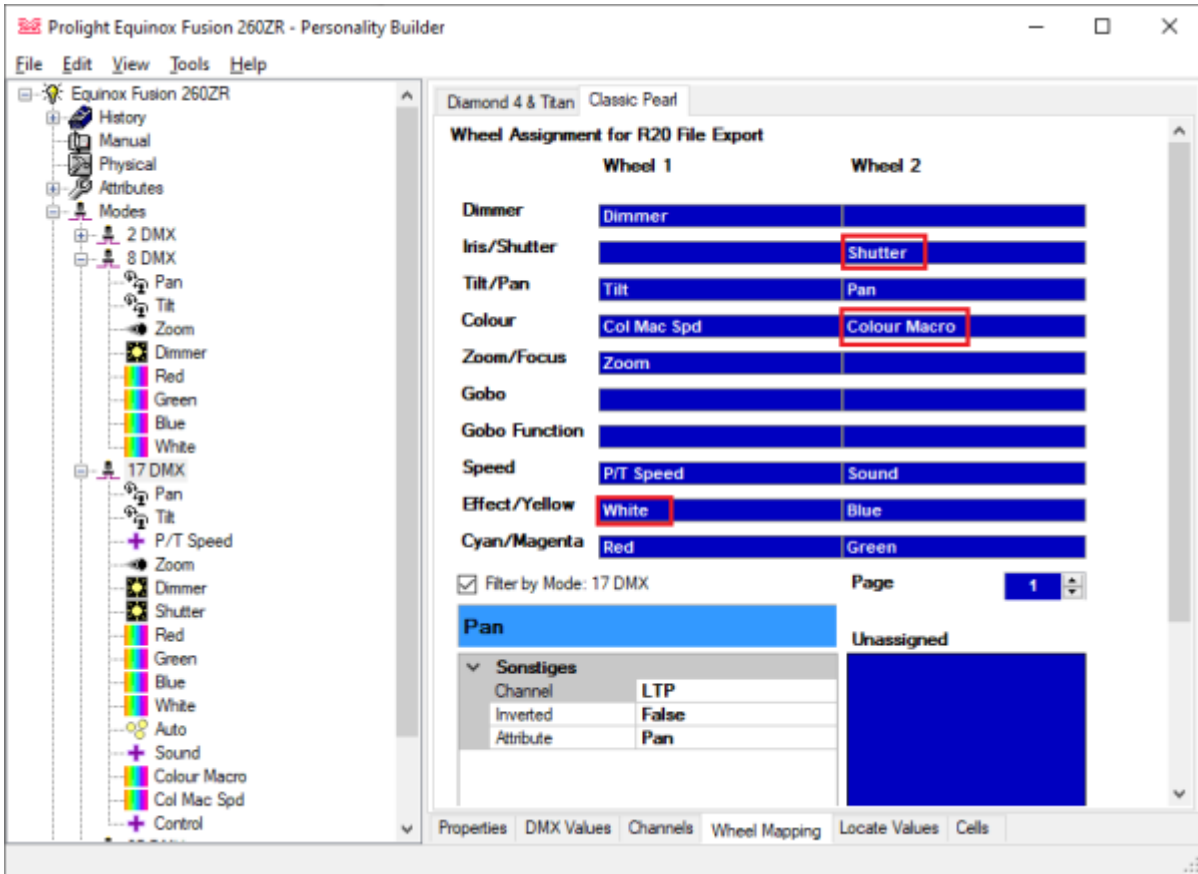 Prolight Equinox Fusion 260ZR - Personality Builder
File Edit View Tools Help
Equinox Fusion 260ZR
History
Manual
Physical
Attributes
Modes
2 DMX
8 DMX
Pan
Tilt
Zoom
Dimmer
Red
Green
Blue
White
17 DMX
Pan
Tilt
P/T Speed
Zoom
Dimmer
Shutter
Red
Green
Blue
White
Auto
Sound
Colour Macro
Col Mac Spd
Control
Diamond 4 & Titan Classic Pearl
Wheel Assignment for R20 File Export
Wheel 1 Wheel 2
Dimmer Dimmer
Iris/Shutter Shutter
Tilt/Pan Tilt Pan
Colour Col Mac Spd Colour Macro
Zoom/Focus Zoom
Gobo
Gobo Function
Speed P/T Speed Sound
Effect/Yellow White Blue
Cyan/Magenta Red Green
Filter by Mode: 17 DMX Page 1
Pan Unassigned
Sonstiges
Channel LTP
Inverted False
Attribute Pan
Properties DMX Values Channels Wheel Mapping Locate Values Cells